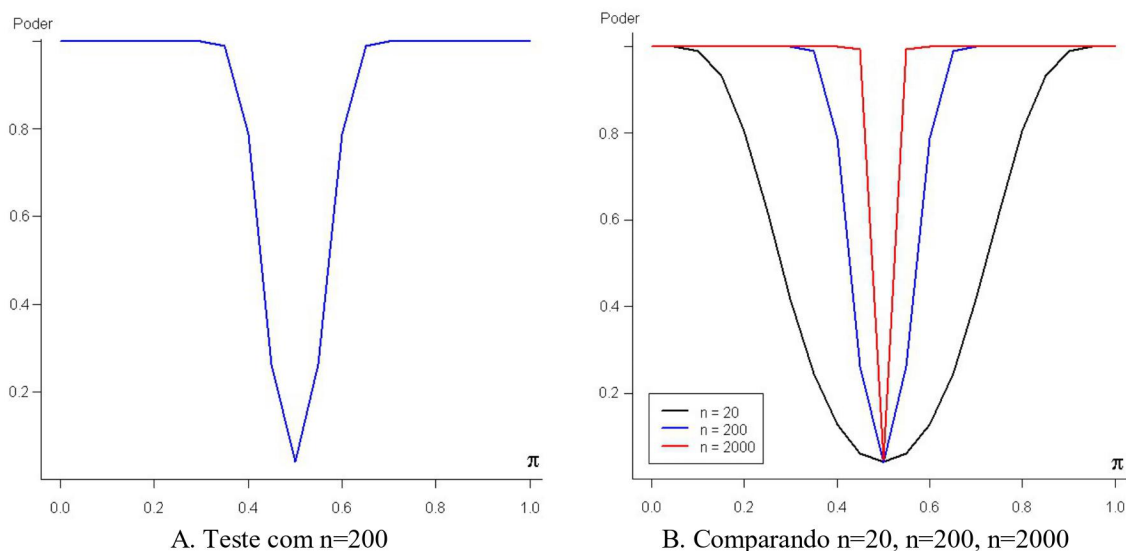 Poder
0.8
0.6
0.4
0.2
π
0.0 0.2 0.4 0.6 0.8 1.0
A. Teste com n=200
Poder
0.8
0.6
0.4
0.2
n = 20
n = 200
n = 2000
π
0.0 0.2 0.4 0.6 0.8 1.0
B. Comparando n=20, n=200, n=2000